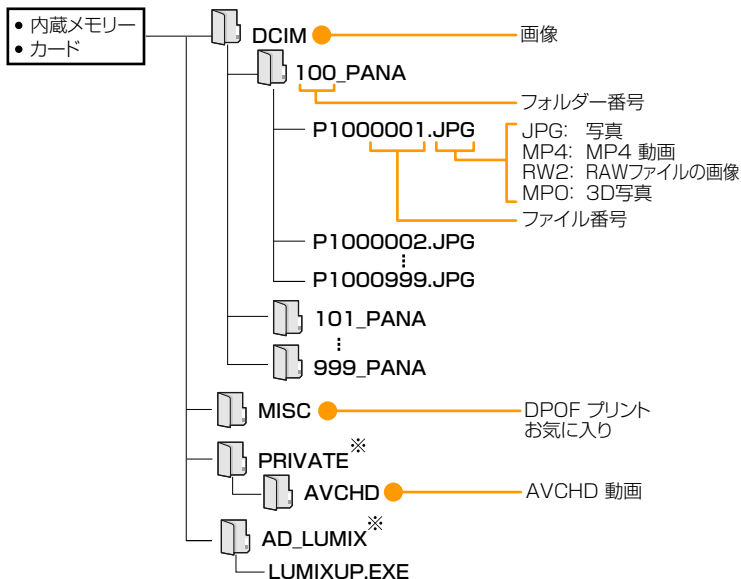 • 内蔵メモリー
• カード
DCIM
画像
100_PANA
フォルダー番号
P1000001.JPG
JPG: 写真
MP4: MP4 動画
RW2: RAWファイルの画像
MPO: 3D写真
ファイル番号
P1000002.JPG
P1000999.JPG
101_PANA
999_PANA
MISC
DPOF プリント
お気に入り
PRIVATE※
AVCHD
AVCHD 動画
AD_LUMIX※
LUMIXUP.EXE